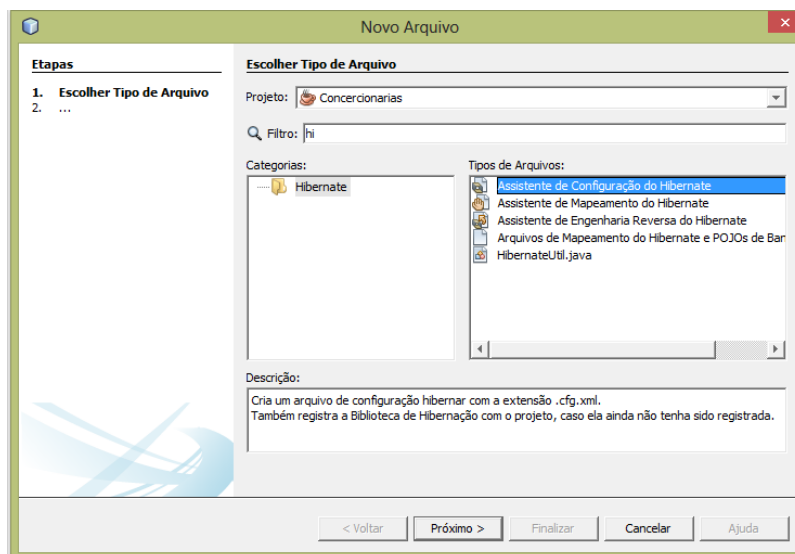 Novo Arquivo
Etapas
1. Escolher Tipo de Arquivo
2. ...
Escolher Tipo de Arquivo
Projeto: Concercionarias
Filtro: hi
Categorias:
Hibernate
Tipos de Arquivos:
Assistente de Configuração do Hibernate
Assistente de Mapeamento do Hibernate
Assistente de Engenharia Reversa do Hibernate
Arquivos de Mapeamento do Hibernate e POJOs de Ban
HibernateUtil.java
Descrição:
Cria um arquivo de configuração hibernar com a extensão .cfg.xml.
Também registra a Biblioteca de Hibernação com o projeto, caso ela ainda não tenha sido registrada.
< Voltar Próximo > Finalizar Cancelar Ajuda